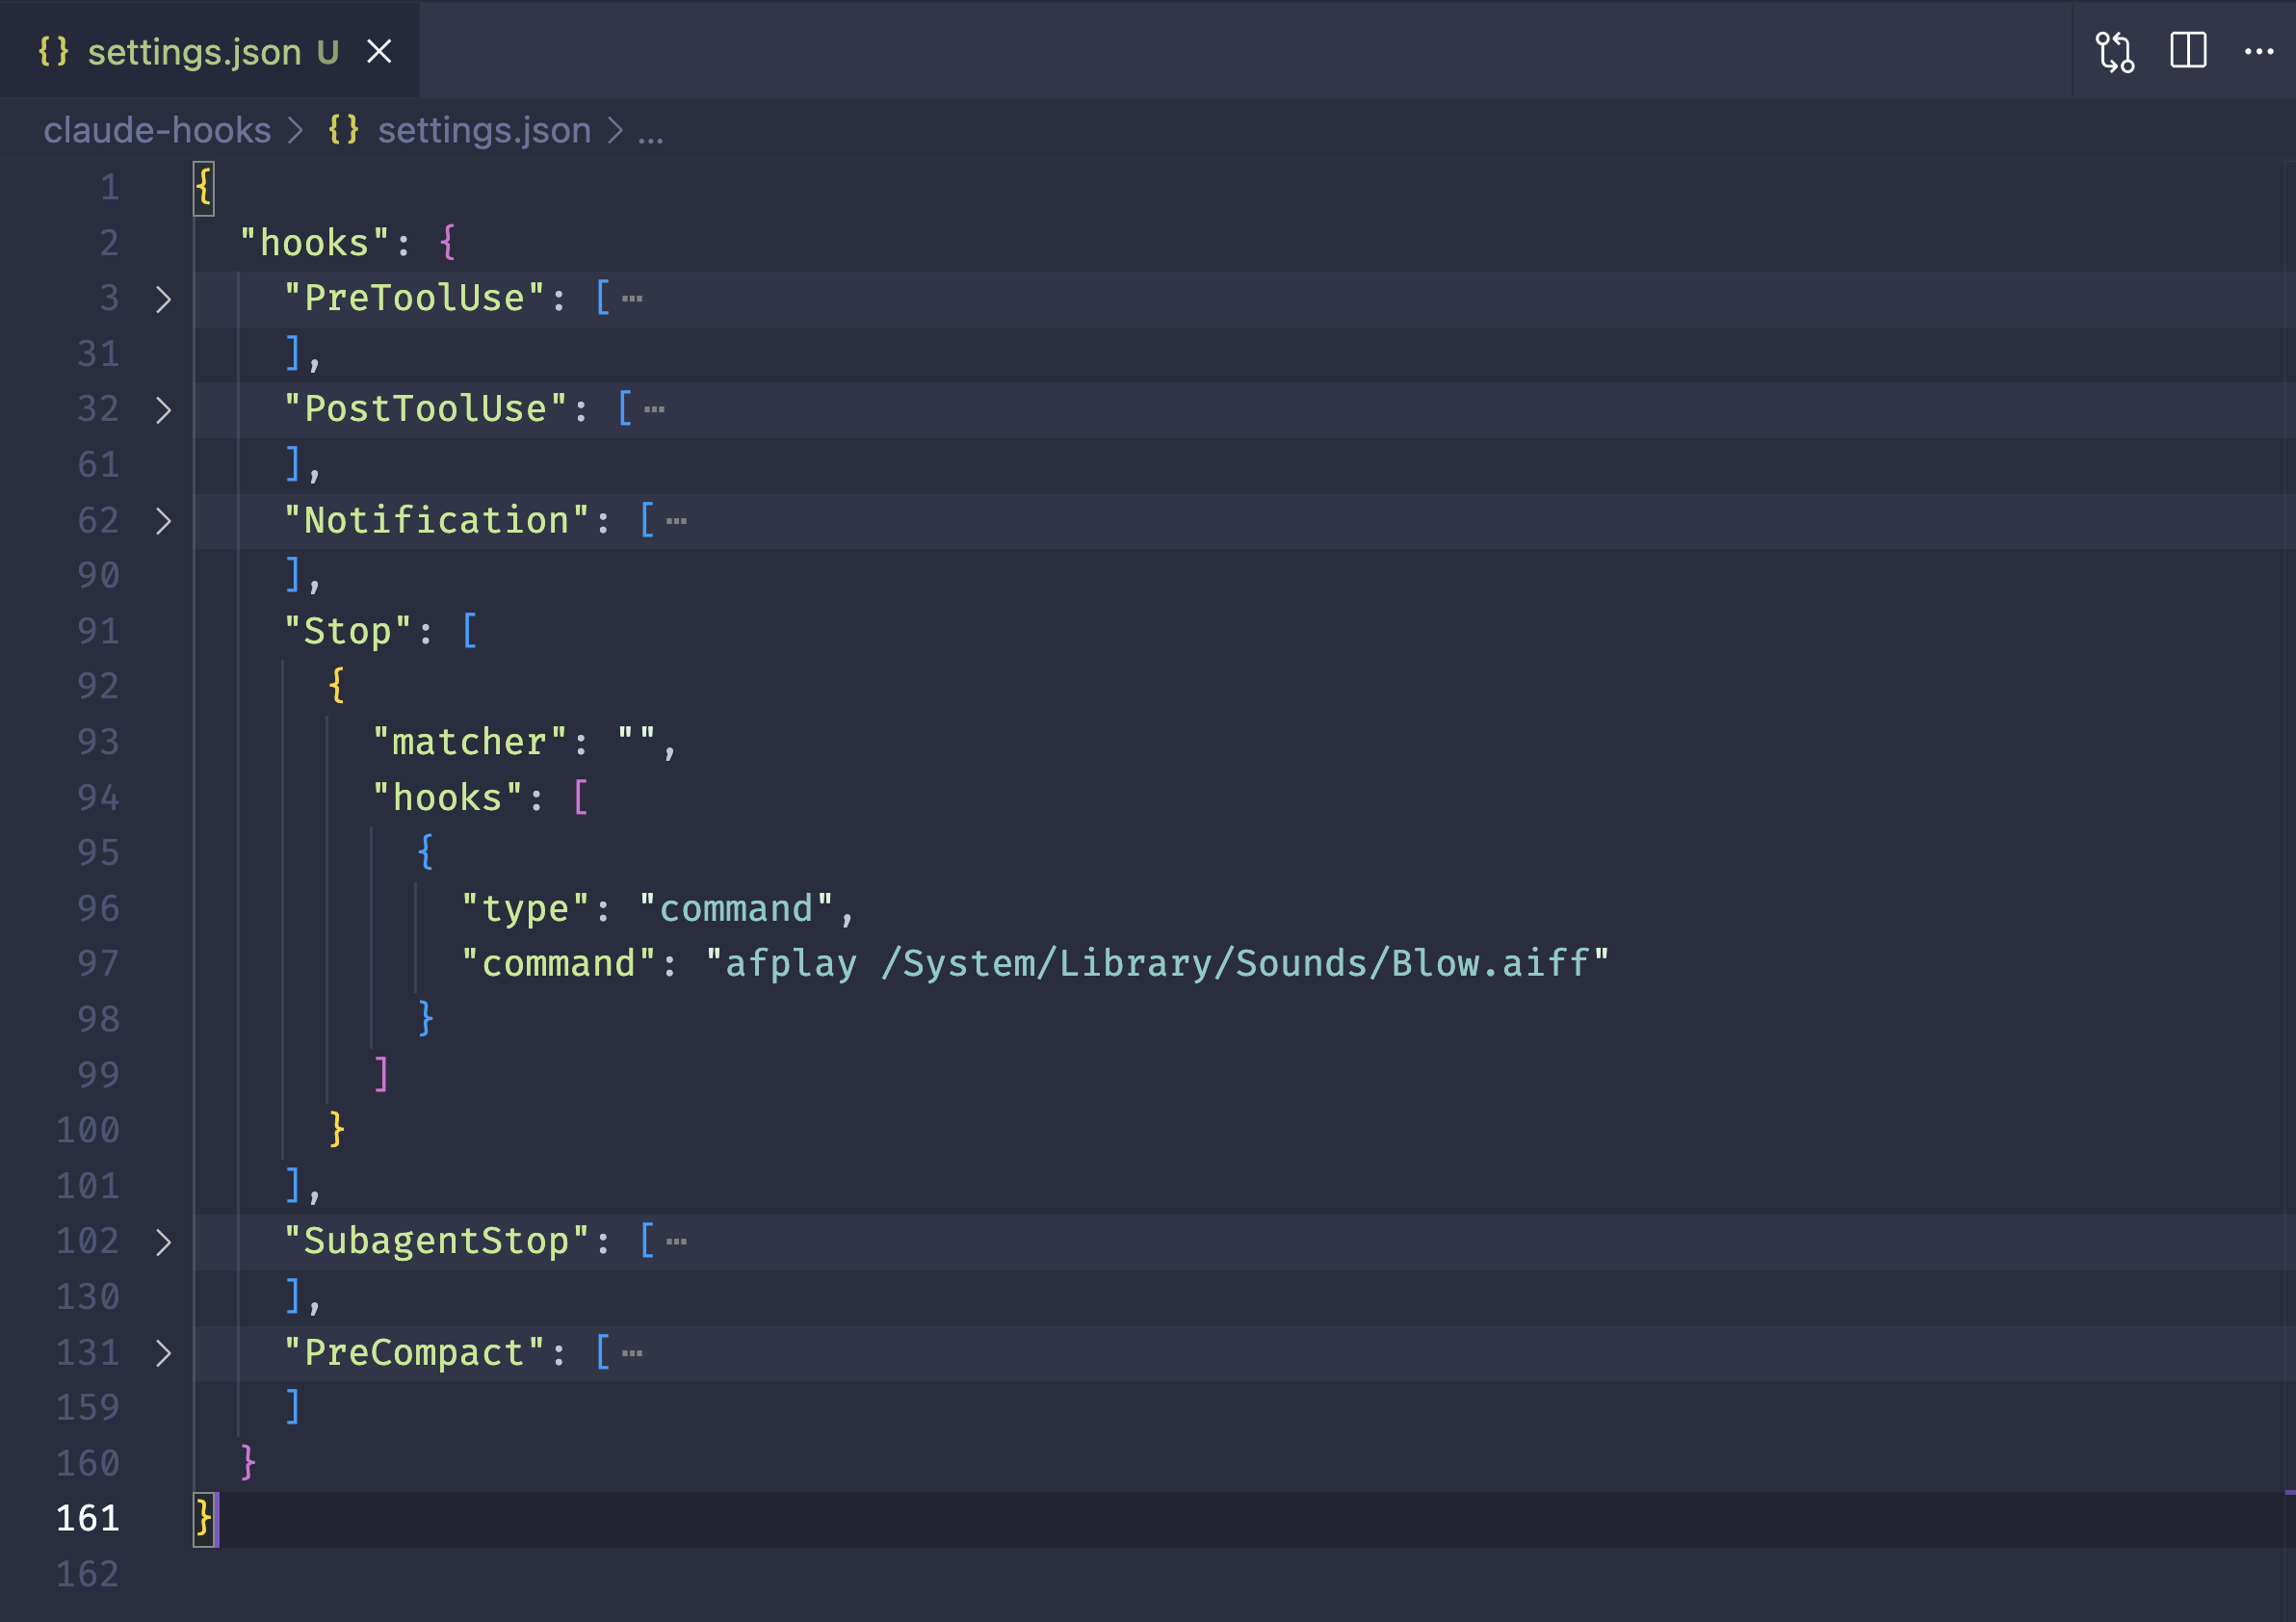 {} settings.json U
claude-hooks > {} settings.json > ...
1 {
2 "hooks": {
3 "PreToolUse": [ ⋯
31 ],
32 "PostToolUse": [ ⋯
61 ],
62 "Notification": [ ⋯
90 ],
91 "Stop": [
92 {
93 "matcher": "",
94 "hooks": [
95 {
96 "type": "command",
97 "command": "afplay /System/Library/Sounds/Blow.aiff"
98 }
99 ]
100 }
101 ],
102 "SubagentStop": [ ⋯
130 ],
131 "PreCompact": [ ⋯
159 ]
160 }
161 }
162